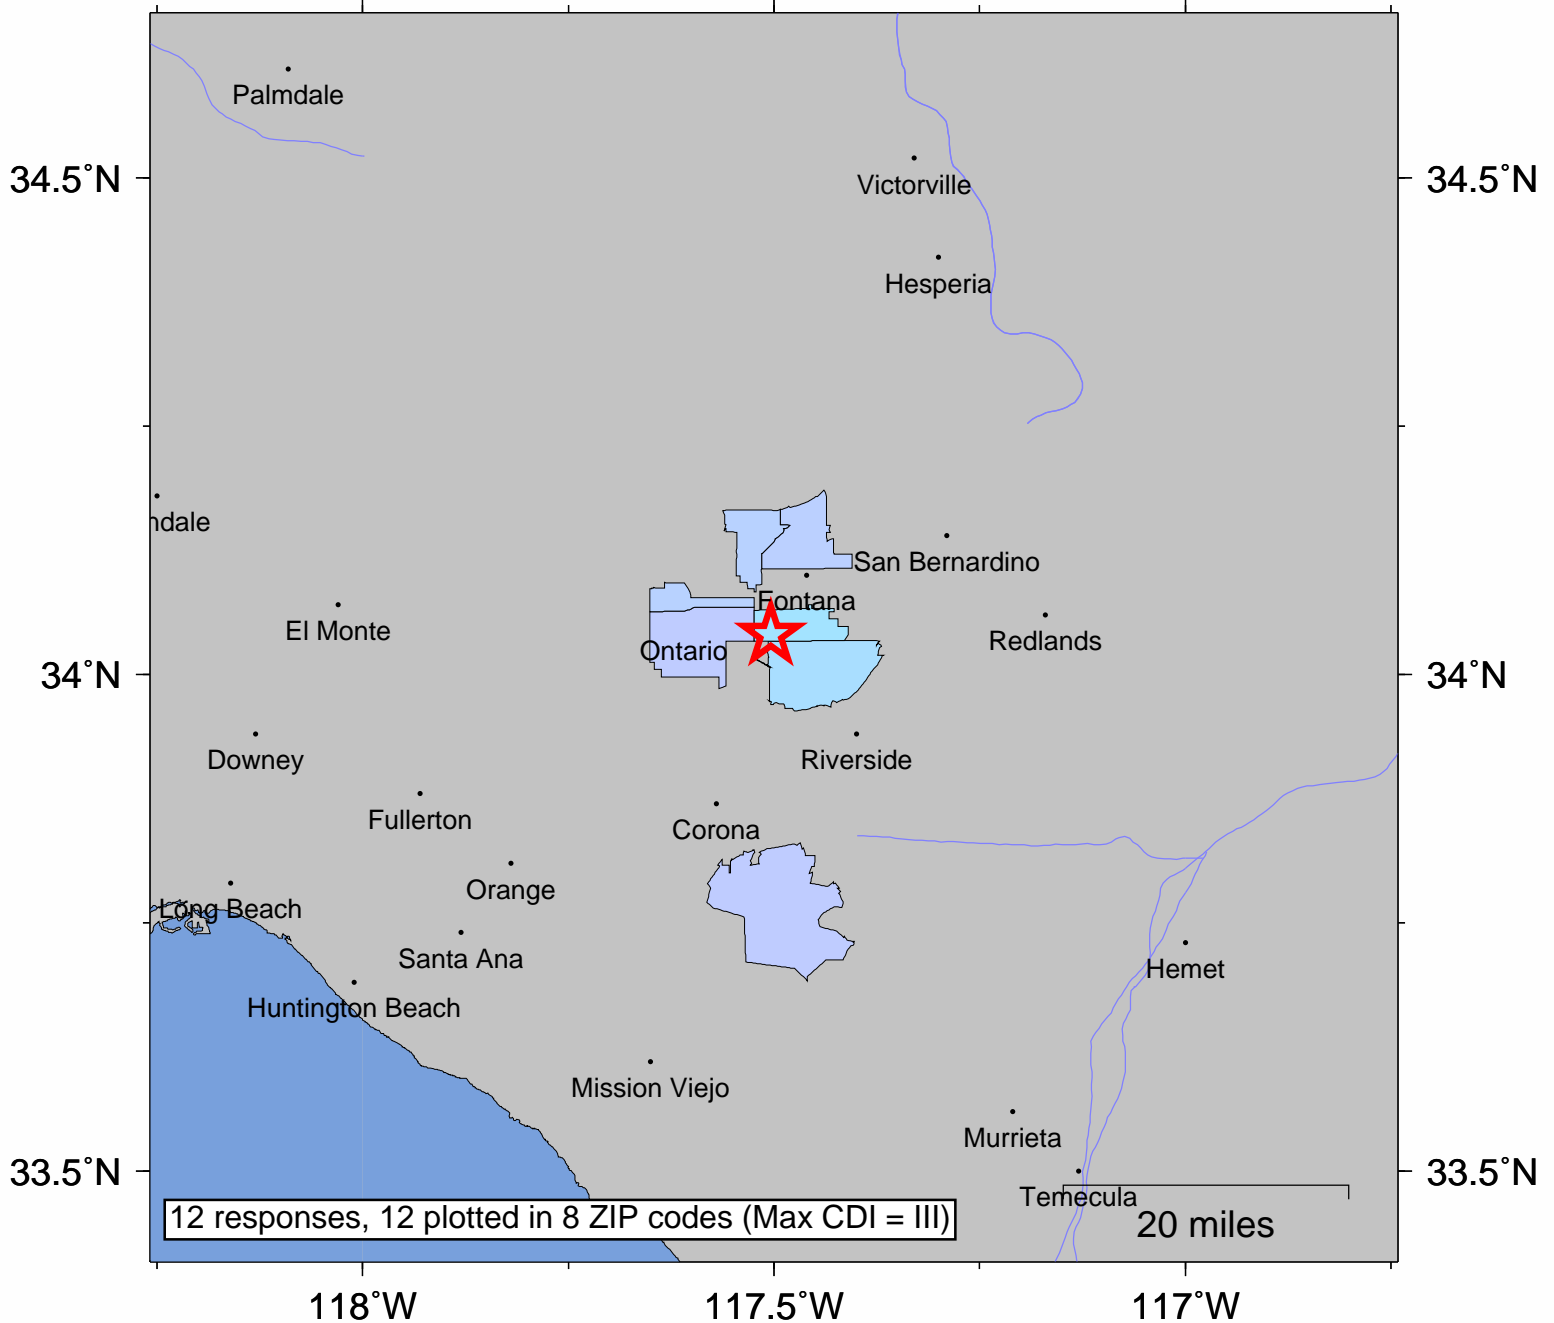 Palmdale
34.5°N
34.5°N
Victorville
Hesperia
ndale
San Bernardino
Fontana
El Monte
Ontario
Redlands
34°N
34°N
Downey
Riverside
Fullerton
Corona
Orange
Long Beach
Santa Ana
Hemet
Huntington Beach
Mission Viejo
Murrieta
33.5°N
33.5°N
Temecula
12 responses, 12 plotted in 8 ZIP codes (Max CDI = III)
20 miles
118°W
117.5°W
117°W